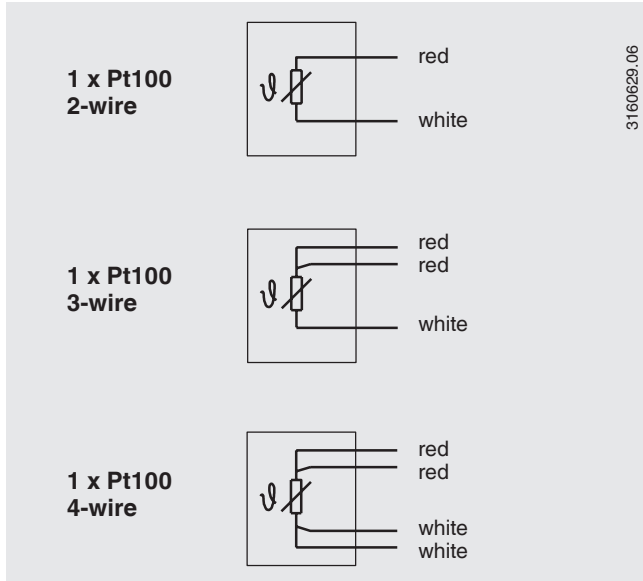 1 x Pt100
2-wire
ϑ
red
white
3160629.06
1 x Pt100
3-wire
ϑ
red
red
white
1 x Pt100
4-wire
ϑ
red
red
white
white